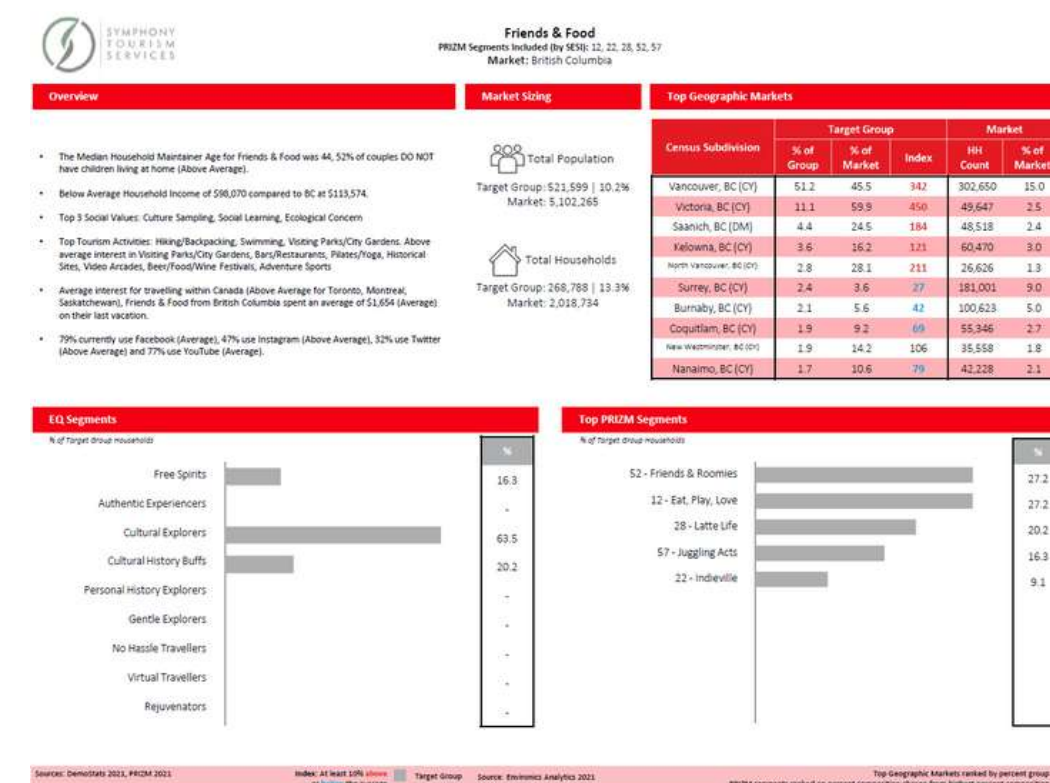 SYMPHONY
TOURISM
SERVICES
Friends & Food
PRIZM Segments Included (by SESI): 12, 22, 28, 52, 57
Market: British Columbia
Overview
• The Median Household Maintainer Age for Friends & Food was 44, 52% of couples DO NOT
have children living at home (Above Average).
• Below Average Household Income of $98,070 compared to BC at $113,574.
• Top 3 Social Values: Culture Sampling, Social Learning, Ecological Concern
• Top Tourism Activities: Hiking/Backpacking, Swimming, Visiting Parks/City Gardens. Above
average interest in Visiting Parks/City Gardens, Bars/Restaurants, Pilates/Yoga, Historical
Sites, Video Arcades, Beer/Food/Wine Festivals, Adventure Sports
• Average interest for travelling within Canada (Above Average for Toronto, Montreal,
Saskatchewan), Friends & Food from British Columbia spent an average of $1,654 (Average)
on their last vacation.
• 79% currently use Facebook (Average), 47% use Instagram (Above Average), 32% use Twitter
(Above Average) and 77% use YouTube (Average).
Market Sizing
Total Population
Target Group: 521,599 | 10.2%
Market: 5,102,265
Total Households
Target Group: 268,788 | 13.3%
Market: 2,018,734
Top Geographic Markets
Target Group Market
Census Subdivision % of Group % of Market Index HH Count % of Market
Vancouver, BC (CY) 51.2 45.5 342 302,650 15.0
Victoria, BC (CY) 11.1 59.9 450 49,647 2.5
Saanich, BC (DM) 4.4 24.5 184 48,518 2.4
Kelowna, BC (CY) 3.6 16.2 121 60,470 3.0
North Vancouver, BC (CY) 2.8 28.1 211 26,626 1.3
Surrey, BC (CY) 2.4 3.6 27 181,001 9.0
Burnaby, BC (CY) 2.1 5.6 42 100,623 5.0
Coquitlam, BC (CY) 1.9 9.2 69 55,346 2.7
New Westminster, BC (CY) 1.9 14.2 106 35,558 1.8
Nanaimo, BC (CY) 1.7 10.6 79 42,228 2.1
EQ Segments
% of Target Group Households
%
Free Spirits 16.3
Authentic Experiencers -
Cultural Explorers 63.5
Cultural History Buffs 20.2
Personal History Explorers -
Gentle Explorers -
No Hassle Travellers -
Virtual Travellers -
Rejuvenators -
Top PRIZM Segments
% of Target Group Households
%
52 - Friends & Roomies 27.2
12 - Eat, Play, Love 27.2
28 - Latte Life 20.2
57 - Juggling Acts 16.3
22 - Indieville 9.1
Sources: DemoStats 2021, PRIZM 2021
Index: At least 10% above
Target Group
Source: Environics Analytics 2021
Top Geographic Markets ranked by percent group